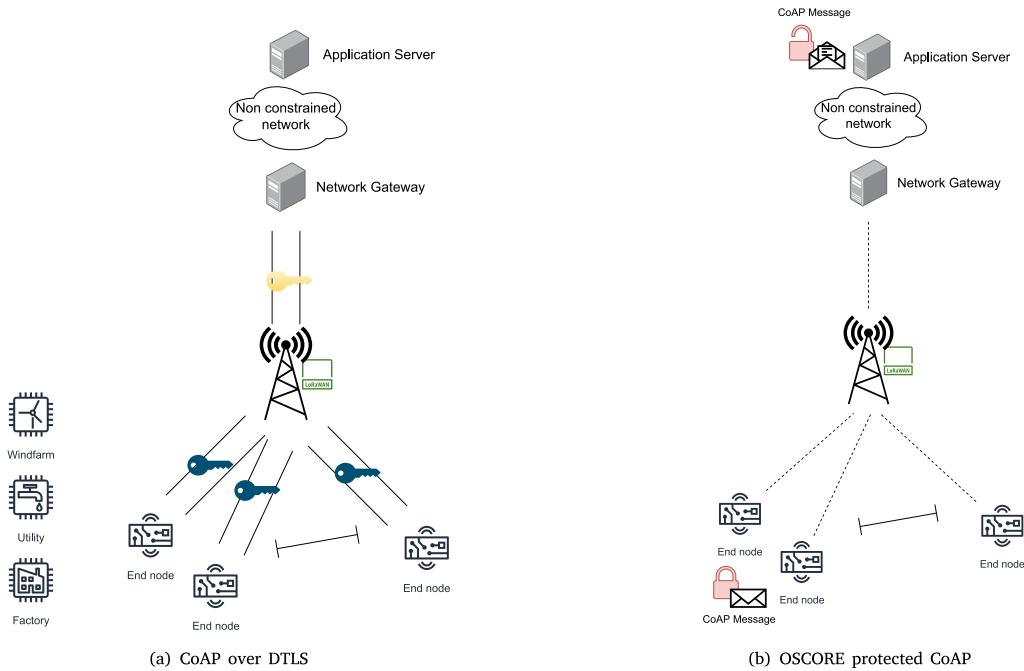 Application Server
Non constrained
network
Network Gateway
LoRaWAN
Windfarm
Utility
Factory
End node
End node
End node
(a) CoAP over DTLS
CoAP Message
Application Server
Non constrained
network
Network Gateway
LoRaWAN
End node
End node
End node
CoAP Message
(b) OSCORE protected CoAP